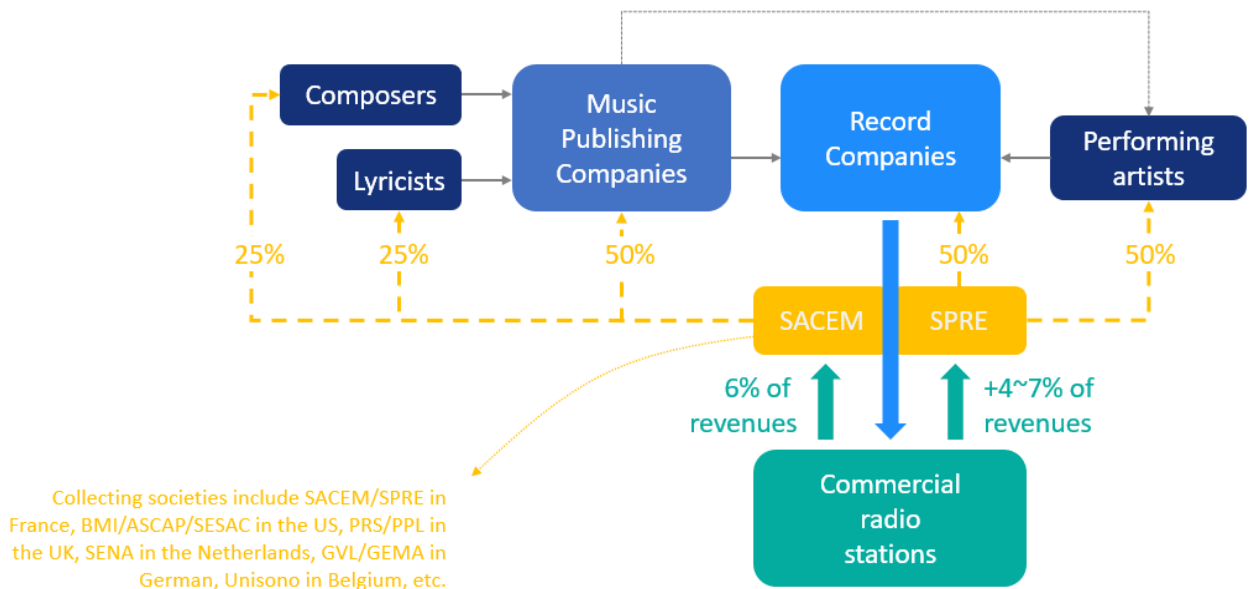 Composers
Lyricists
Music
Publishing
Companies
Record
Companies
Performing
artists
25%
25%
50%
50%
50%
SACEM
SPRE
6% of
revenues
+4~7% of
revenues
Commercial
radio
stations
Collecting societies include SACEM/SPRE in
France, BMI/ASCAP/SESAC in the US, PRS/PPL in
the UK, SENA in the Netherlands, GVL/GEMA in
German, Unisono in Belgium, etc.